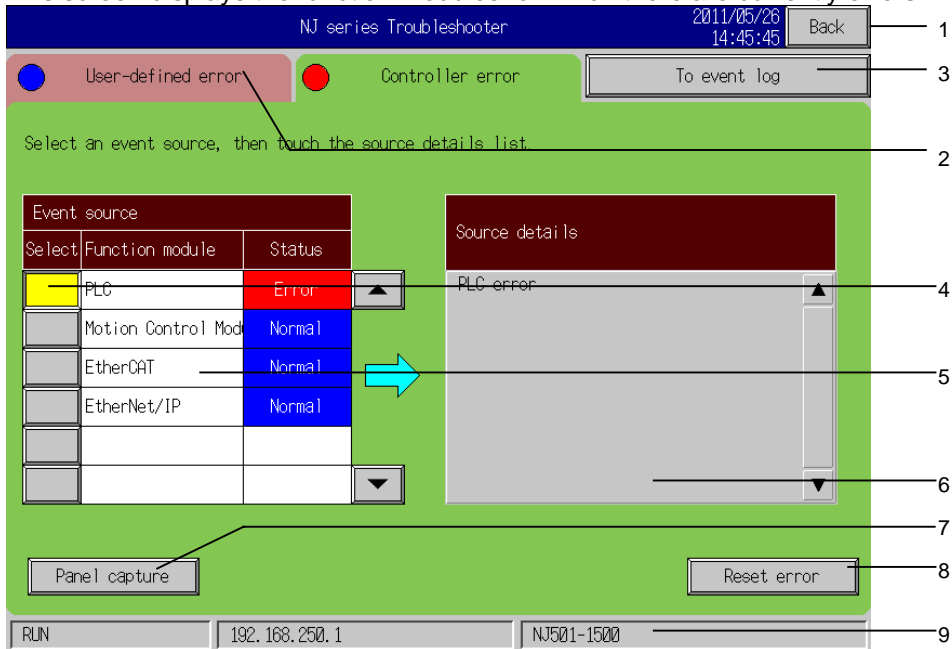 NJ series Troubleshooter
2011/05/26
14:45:45
Back
1
User-defined error
Controller error
To event log
3
Select an event source, then touch the source details list.
2
Event source
Select Function module Status
Source details
PLC Error
PLC error
4
Motion Control Modu Normal
EtherCAT Normal
5
EtherNet/IP Normal
6
7
Panel capture
Reset error
8
RUN
192.168.250.1
NJ501-1500
9